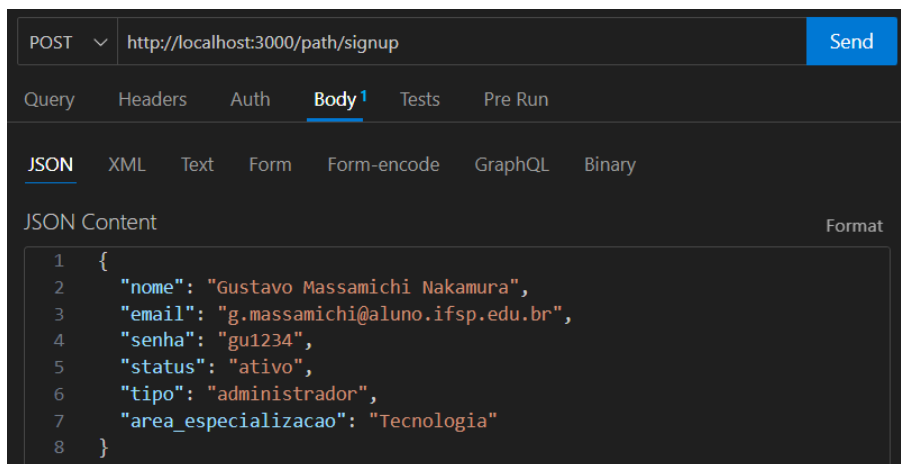 POST http://localhost:3000/path/signup Send
Query Headers Auth Body 1 Tests Pre Run
JSON XML Text Form Form-encode GraphQL Binary
JSON Content Format
1 {
2 "nome": "Gustavo Massamichi Nakamura",
3 "email": "g.massamichi@aluno.ifsp.edu.br",
4 "senha": "gu1234",
5 "status": "ativo",
6 "tipo": "administrador",
7 "area_especializacao": "Tecnologia"
8 }